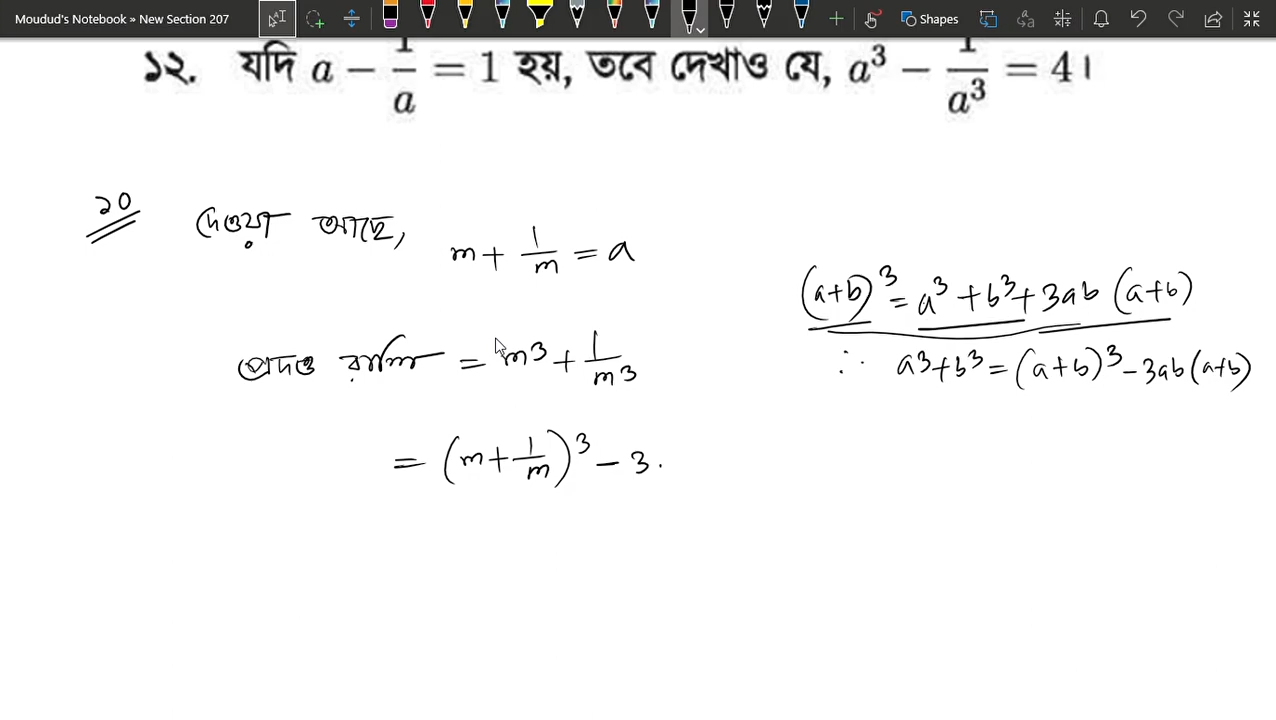 Moudud's Notebook » New Section 207
Shapes
১২. যদি a − 1/a = 1 হয়, তবে দেখাও যে, a³ − 1/a³ = 4।
১০ দেওয়া আছে,
m + 1/m = a
(a+b)³ = a³ + b³ + 3ab (a+b)
প্রদত্ত রাশি = m³ + 1/m³
∴ a³+b³ = (a+b)³ − 3ab(a+b)
= (m + 1/m)³ − 3.